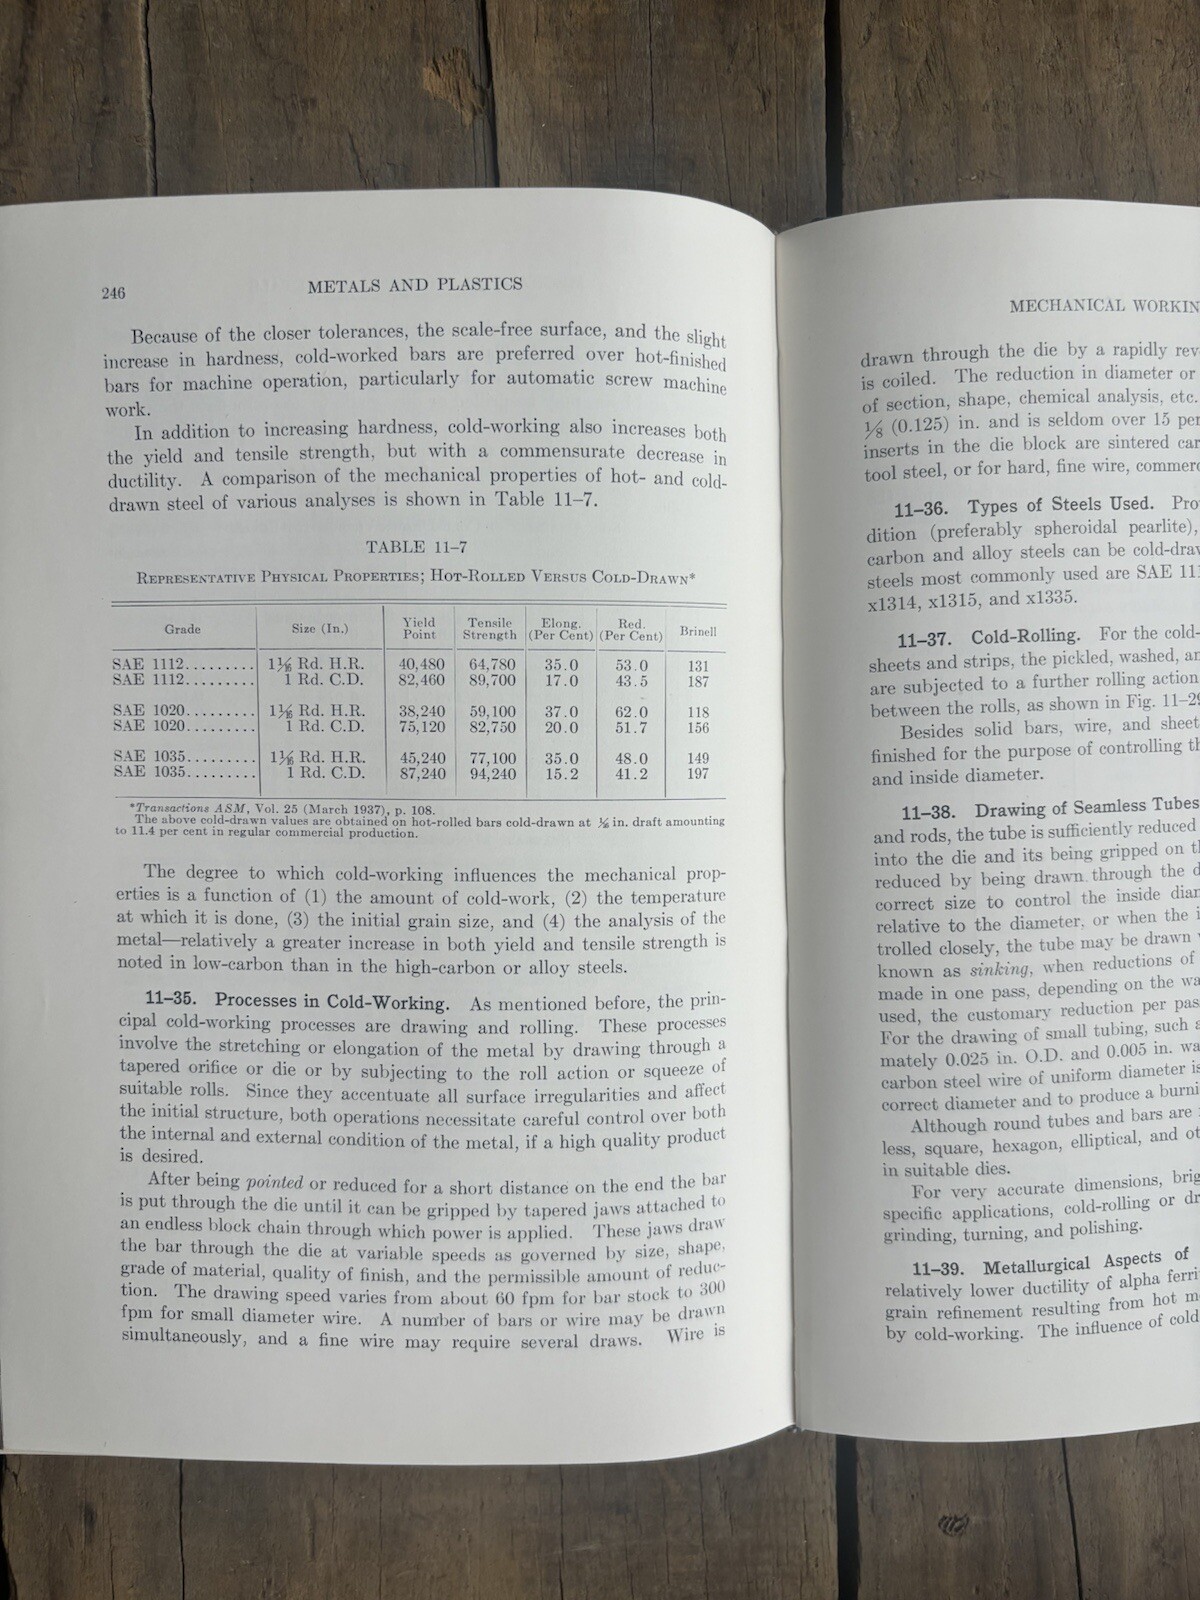 246
METALS AND PLASTICS
Because of the closer tolerances, the scale-free surface, and the slight
increase in hardness, cold-worked bars are preferred over hot-finished
bars for machine operation, particularly for automatic screw machine
work.
In addition to increasing hardness, cold-working also increases both
the yield and tensile strength, but with a commensurate decrease in
ductility. A comparison of the mechanical properties of hot- and cold-
drawn steel of various analyses is shown in Table 11–7.
TABLE 11–7
Representative Physical Properties; Hot-Rolled Versus Cold-Drawn*
Grade Size (In.) Yield Point Tensile Strength Elong. (Per Cent) Red. (Per Cent) Brinell
SAE 1112......... 1 1/16 Rd. H.R. 40,480 64,780 35.0 53.0 131
SAE 1112......... 1 Rd. C.D. 82,460 89,700 17.0 43.5 187
SAE 1020......... 1 1/16 Rd. H.R. 38,240 59,100 37.0 62.0 118
SAE 1020......... 1 Rd. C.D. 75,120 82,750 20.0 51.7 156
SAE 1035......... 1 1/16 Rd. H.R. 45,240 77,100 35.0 48.0 149
SAE 1035......... 1 Rd. C.D. 87,240 94,240 15.2 41.2 197
*Transactions ASM, Vol. 25 (March 1937), p. 108.
The above cold-drawn values are obtained on hot-rolled bars cold-drawn at 1/16 in. draft amounting
to 11.4 per cent in regular commercial production.
The degree to which cold-working influences the mechanical prop-
erties is a function of (1) the amount of cold-work, (2) the temperature
at which it is done, (3) the initial grain size, and (4) the analysis of the
metal—relatively a greater increase in both yield and tensile strength is
noted in low-carbon than in the high-carbon or alloy steels.
11–35. Processes in Cold-Working. As mentioned before, the prin-
cipal cold-working processes are drawing and rolling. These processes
involve the stretching or elongation of the metal by drawing through a
tapered orifice or die or by subjecting to the roll action or squeeze of
suitable rolls. Since they accentuate all surface irregularities and affect
the initial structure, both operations necessitate careful control over both
the internal and external condition of the metal, if a high quality product
is desired.
After being pointed or reduced for a short distance on the end the bar
is put through the die until it can be gripped by tapered jaws attached to
an endless block chain through which power is applied. These jaws draw
the bar through the die at variable speeds as governed by size, shape,
grade of material, quality of finish, and the permissible amount of reduc-
tion. The drawing speed varies from about 60 fpm for bar stock to 300
fpm for small diameter wire. A number of bars or wire may be drawn
simultaneously, and a fine wire may require several draws. Wire is
MECHANICAL WORKIN
drawn through the die by a rapidly rev
is coiled. The reduction in diameter or
of section, shape, chemical analysis, etc.
1/8 (0.125) in. and is seldom over 15 per
inserts in the die block are sintered car
tool steel, or for hard, fine wire, commerc
11–36. Types of Steels Used. Pro
dition (preferably spheroidal pearlite),
carbon and alloy steels can be cold-draw
steels most commonly used are SAE 111
x1314, x1315, and x1335.
11–37. Cold-Rolling. For the cold-
sheets and strips, the pickled, washed, an
are subjected to a further rolling action
between the rolls, as shown in Fig. 11–29
Besides solid bars, wire, and sheet
finished for the purpose of controlling th
and inside diameter.
11–38. Drawing of Seamless Tubes
and rods, the tube is sufficiently reduced
into the die and its being gripped on th
reduced by being drawn through the d
correct size to control the inside diam
relative to the diameter, or when the i
trolled closely, the tube may be drawn
known as sinking, when reductions of
made in one pass, depending on the wa
used, the customary reduction per pas
For the drawing of small tubing, such a
mately 0.025 in. O.D. and 0.005 in. wa
carbon steel wire of uniform diameter is
correct diameter and to produce a burni
Although round tubes and bars are
less, square, hexagon, elliptical, and ot
in suitable dies.
For very accurate dimensions, brig
specific applications, cold-rolling or dr
grinding, turning, and polishing.
11–39. Metallurgical Aspects of
relatively lower ductility of alpha ferri
grain refinement resulting from hot m
by cold-working. The influence of cold